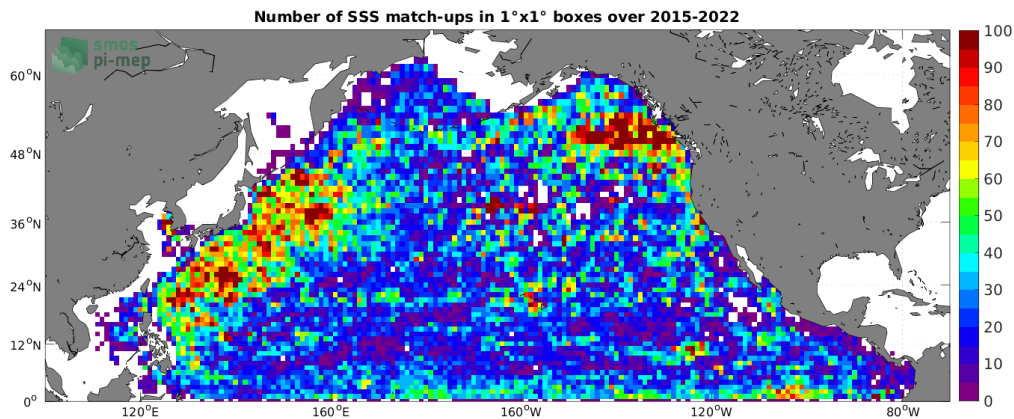 Number of SSS match-ups in 1°x1° boxes over 2015-2022
smos
pi-mep
60°N
48°N
36°N
24°N
12°N
0°
120°E
160°E
160°W
120°W
80°W
100
90
80
70
60
50
40
30
20
10
0